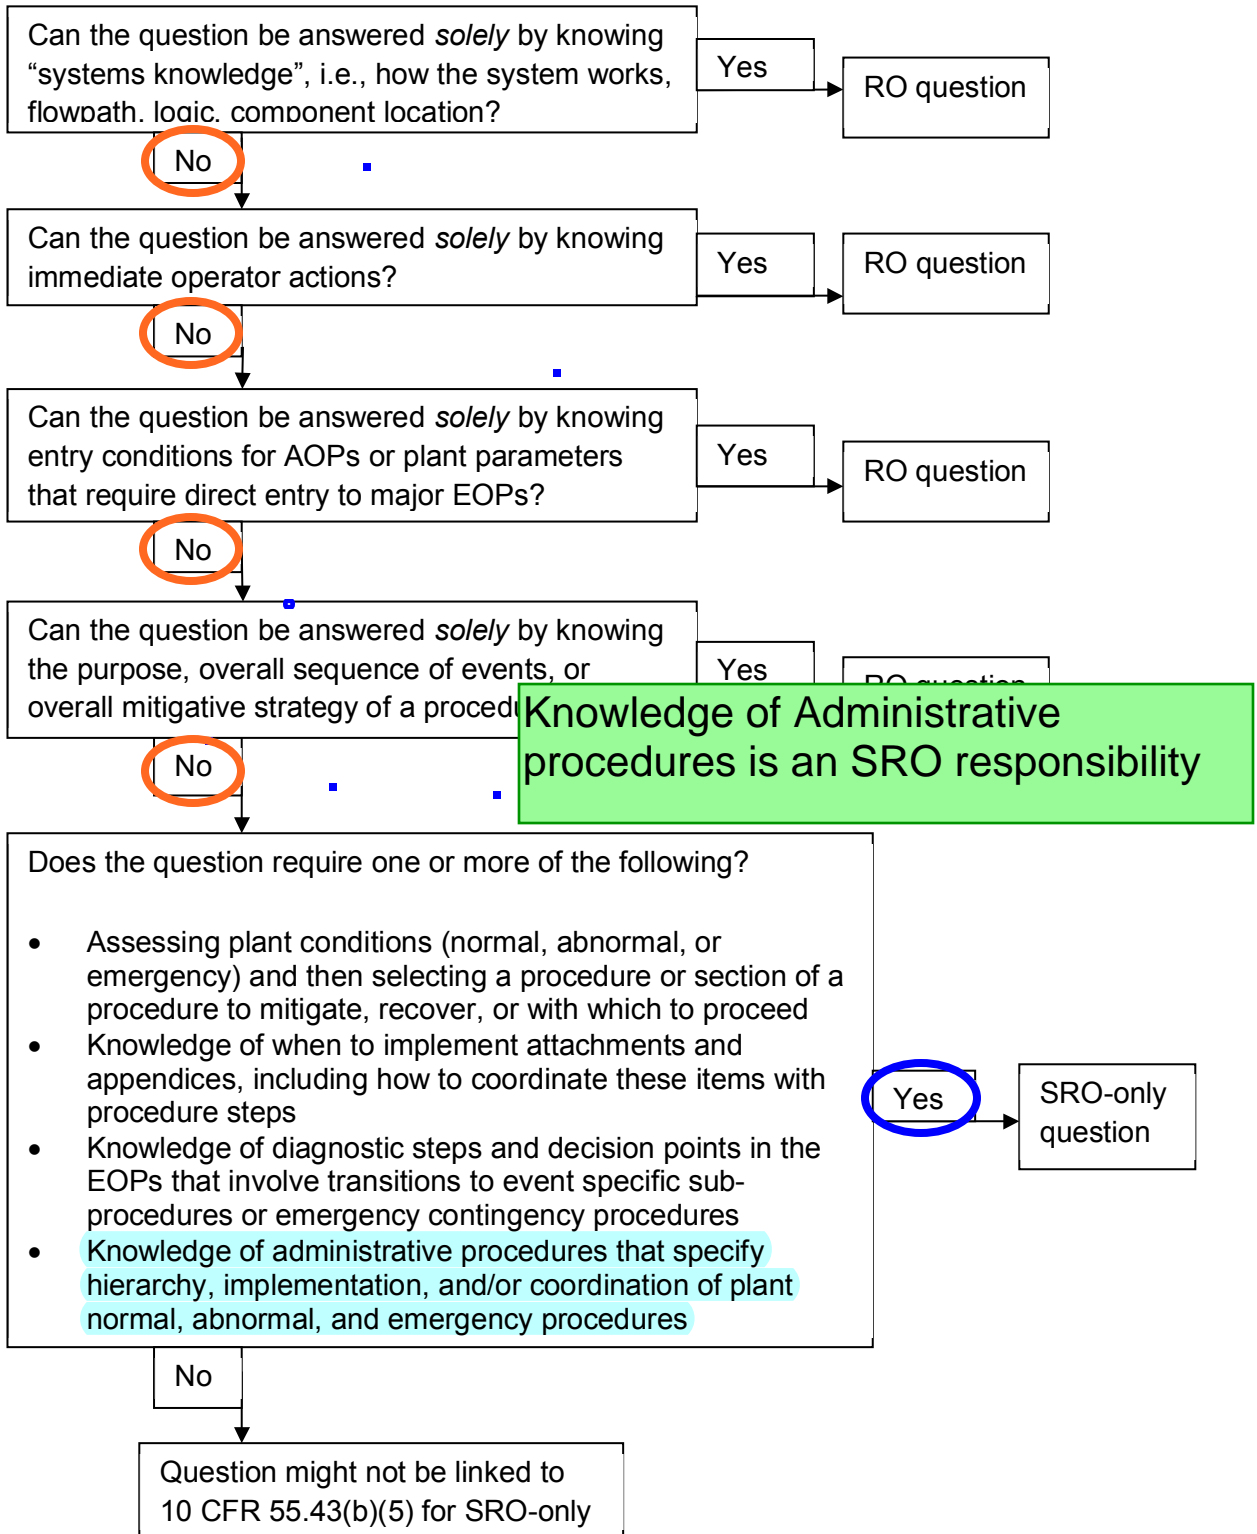 Can the question be answered solely by knowing
“systems knowledge”, i.e., how the system works,
flowpath, logic, component location?
Yes
RO question
No
Can the question be answered solely by knowing
immediate operator actions?
Yes
RO question
No
Can the question be answered solely by knowing
entry conditions for AOPs or plant parameters
that require direct entry to major EOPs?
Yes
RO question
No
Can the question be answered solely by knowing
the purpose, overall sequence of events, or
overall mitigative strategy of a procedu
Yes
RO question
Knowledge of Administrative
procedures is an SRO responsibility
No
Does the question require one or more of the following?
• Assessing plant conditions (normal, abnormal, or
emergency) and then selecting a procedure or section of a
procedure to mitigate, recover, or with which to proceed
• Knowledge of when to implement attachments and
appendices, including how to coordinate these items with
procedure steps
• Knowledge of diagnostic steps and decision points in the
EOPs that involve transitions to event specific sub-
procedures or emergency contingency procedures
• Knowledge of administrative procedures that specify
hierarchy, implementation, and/or coordination of plant
normal, abnormal, and emergency procedures
Yes
SRO-only
question
No
Question might not be linked to
10 CFR 55.43(b)(5) for SRO-only